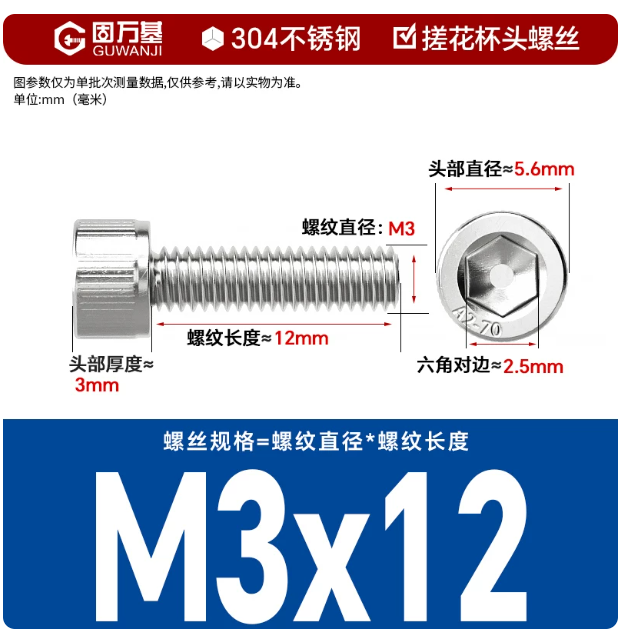 固万基
GUWANJI
304不锈钢
搓花杯头螺丝
图参数仅为单批次测量数据,仅供参考,请以实物为准。
单位:mm（毫米）
头部直径≈5.6mm
螺纹直径: M3
A2-70
螺纹长度≈12mm
头部厚度≈
3mm
六角对边≈2.5mm
螺丝规格=螺纹直径*螺纹长度
M3x12